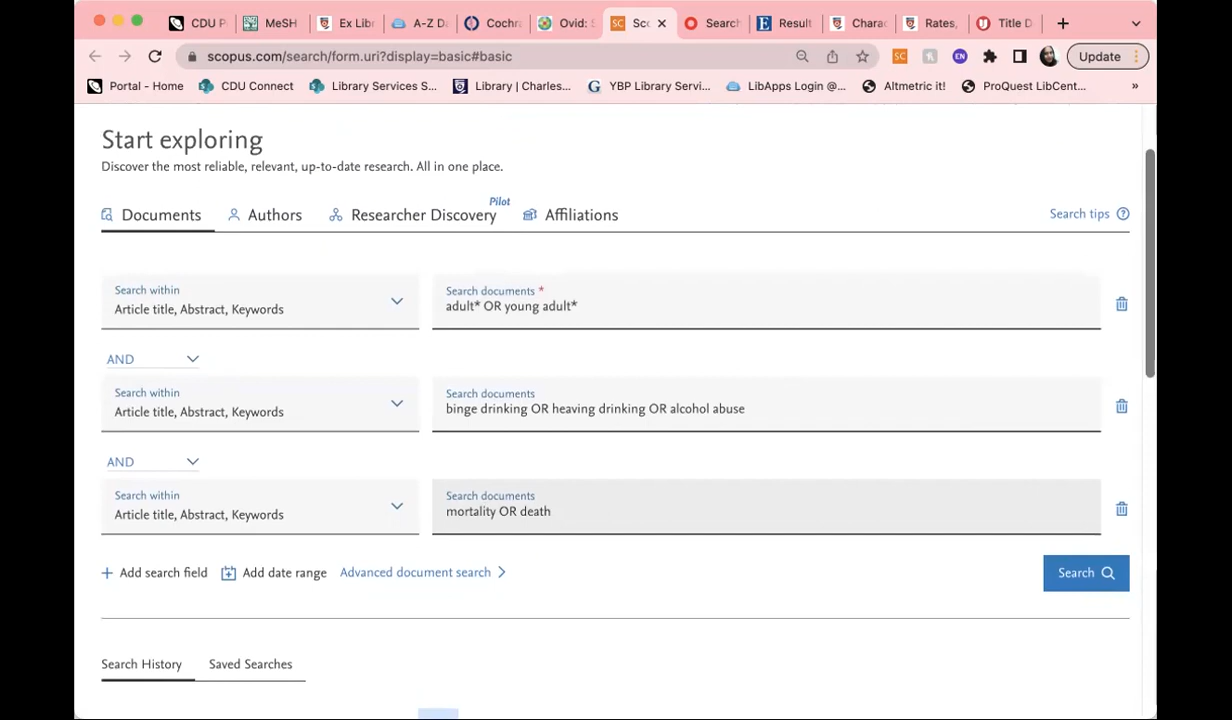 CDU P
MeSH
Ex Lib
A-Z Da
Cochra
Ovid: S
Sco
Search
Result
Charac
Rates,
Title D
scopus.com/search/form.uri?display=basic#basic
SC
EN
Update
Portal - Home
CDU Connect
Library Services S...
Library | Charles...
YBP Library Servi...
LibApps Login @...
Altmetric it!
ProQuest LibCent...
»
Start exploring
Discover the most reliable, relevant, up-to-date research. All in one place.
Pilot
Documents
Authors
Researcher Discovery
Affiliations
Search tips
Search within
Article title, Abstract, Keywords
Search documents *
adult* OR young adult*
AND
Search within
Article title, Abstract, Keywords
Search documents
binge drinking OR heaving drinking OR alcohol abuse
AND
Search within
Article title, Abstract, Keywords
Search documents
mortality OR death
+ Add search field
Add date range
Advanced document search >
Search
Search History
Saved Searches